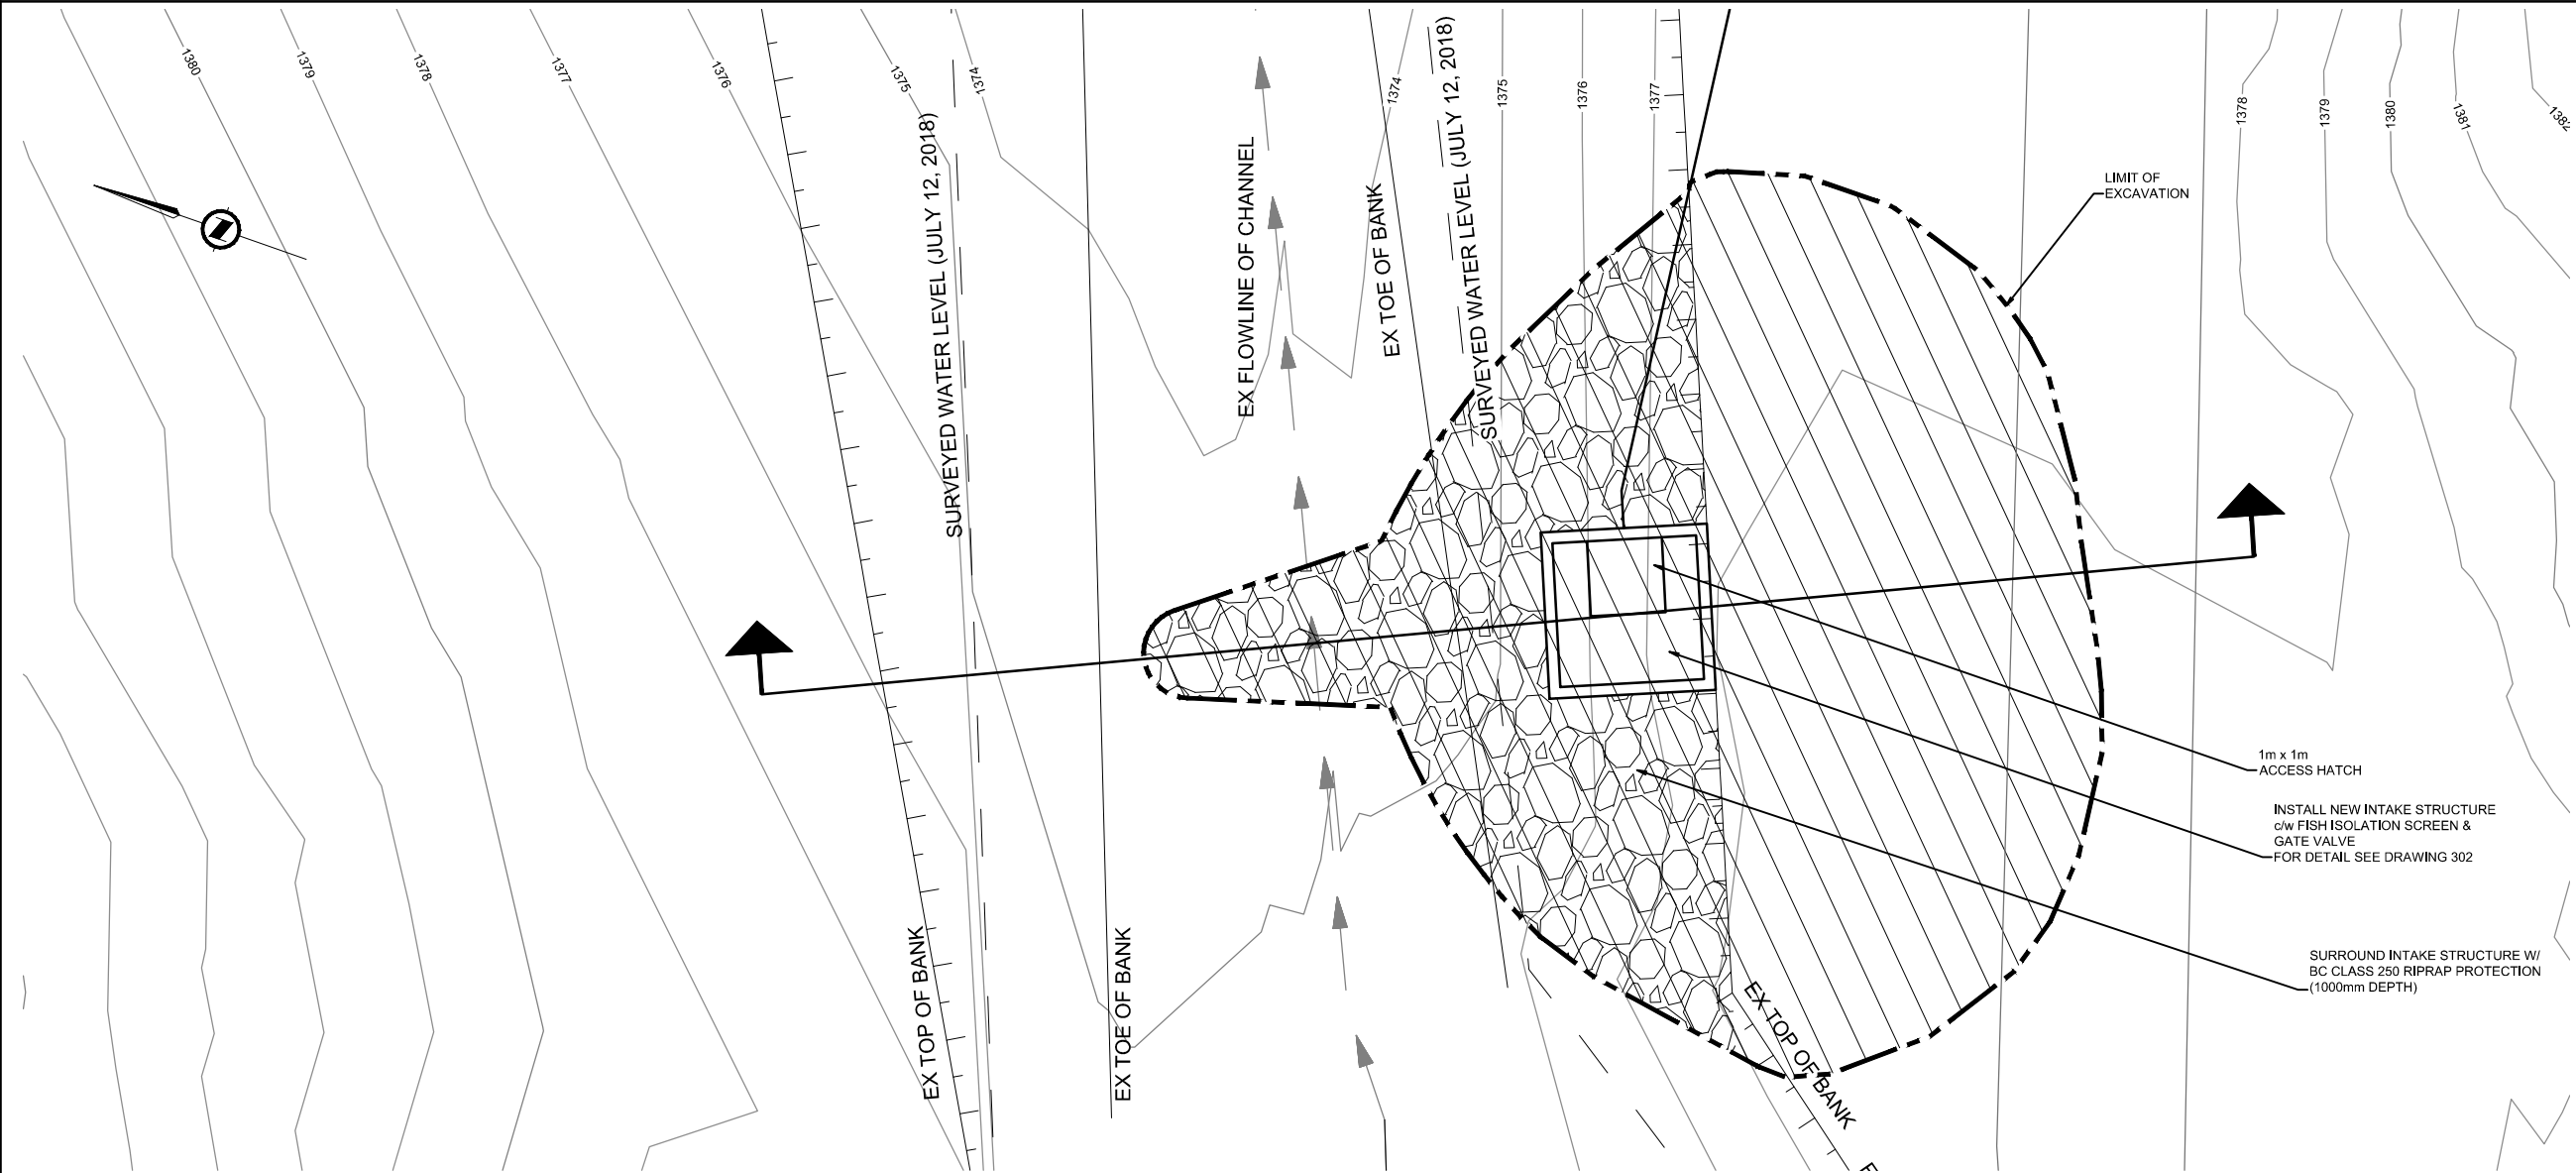 1380
1379
1378
1377
1376
1375
1374
1374
1375
1376
1377
1378
1379
1380
1381
1382
SURVEYED WATER LEVEL (JULY 12, 2018)
EX FLOWLINE OF CHANNEL
EX TOE OF BANK
SURVEYED WATER LEVEL (JULY 12, 2018)
LIMIT OF
EXCAVATION
1m x 1m
ACCESS HATCH
INSTALL NEW INTAKE STRUCTURE
c/w FISH ISOLATION SCREEN &
GATE VALVE
FOR DETAIL SEE DRAWING 302
SURROUND INTAKE STRUCTURE W/
BC CLASS 250 RIPRAP PROTECTION
(1000mm DEPTH)
EX TOP OF BANK
EX TOE OF BANK
EX TOP OF BANK